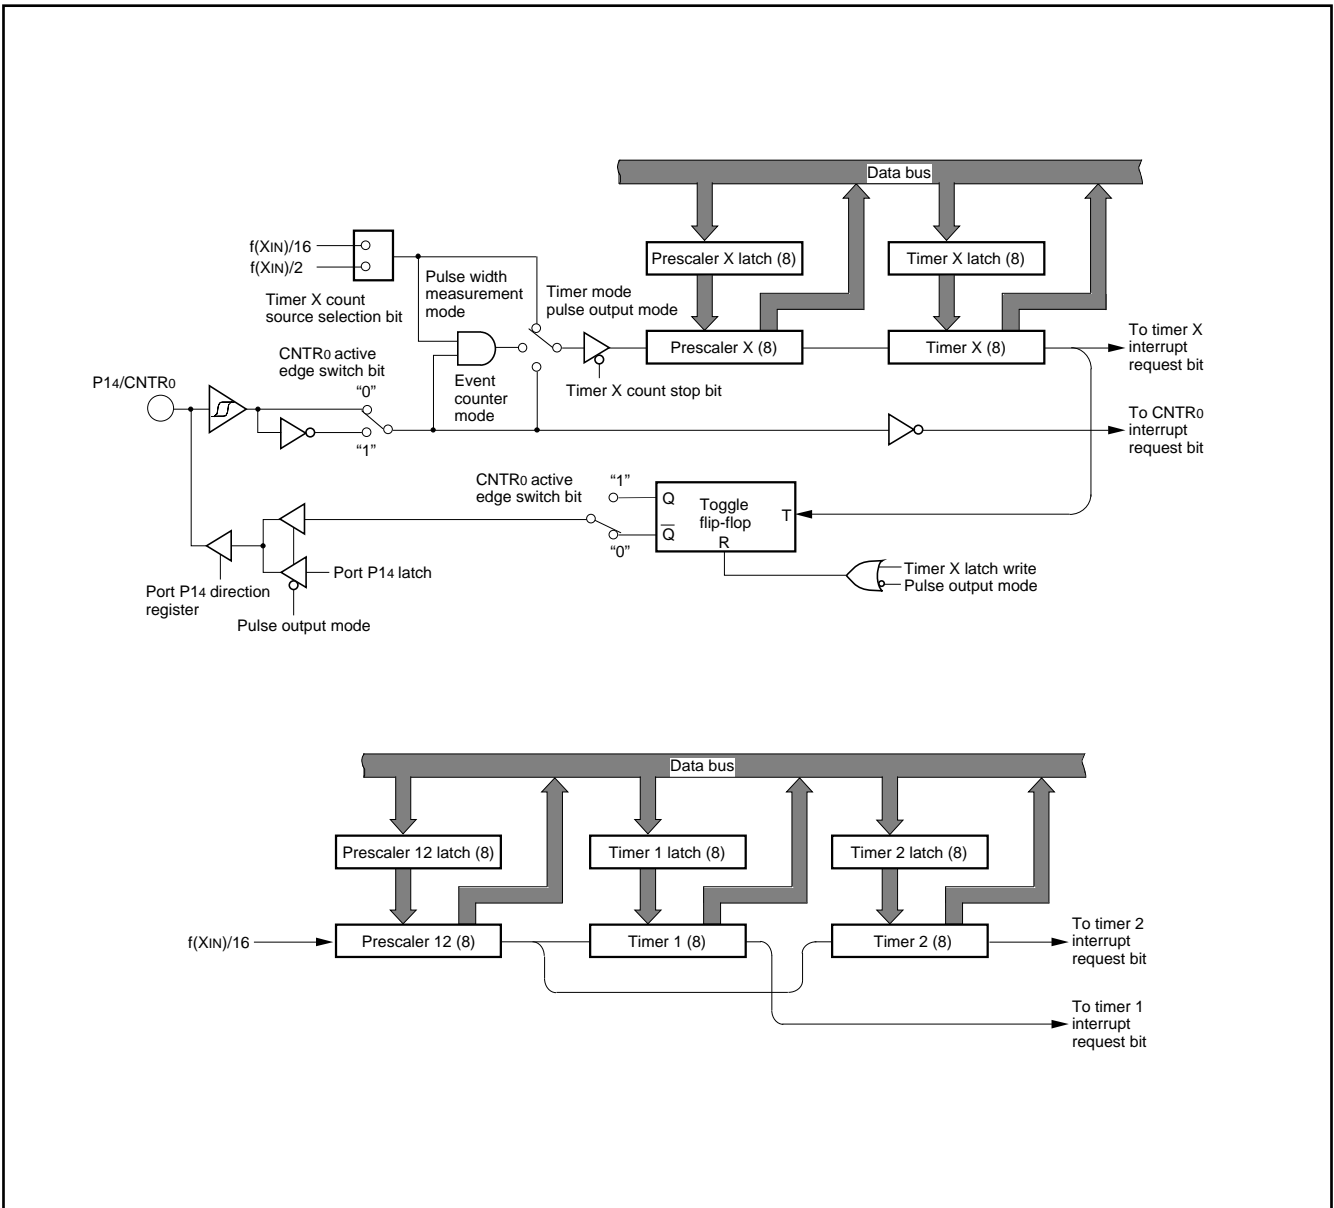 Data bus
f(XIN)/16
f(XIN)/2
Timer X count
source selection bit
Pulse width
measurement
mode
Timer mode
pulse output mode
Prescaler X latch (8)
Timer X latch (8)
Prescaler X (8)
Timer X (8)
To timer X
interrupt
request bit
CNTR0 active
edge switch bit
“0”
“1”
P14/CNTR0
Event
counter
mode
Timer X count stop bit
To CNTR0
interrupt
request bit
CNTR0 active
edge switch bit
“1”
“0”
Q
Q̅
Toggle
flip-flop
T
R
Timer X latch write
Pulse output mode
Port P14 latch
Port P14 direction
register
Pulse output mode
Data bus
Prescaler 12 latch (8)
Timer 1 latch (8)
Timer 2 latch (8)
f(XIN)/16
Prescaler 12 (8)
Timer 1 (8)
Timer 2 (8)
To timer 2
interrupt
request bit
To timer 1
interrupt
request bit